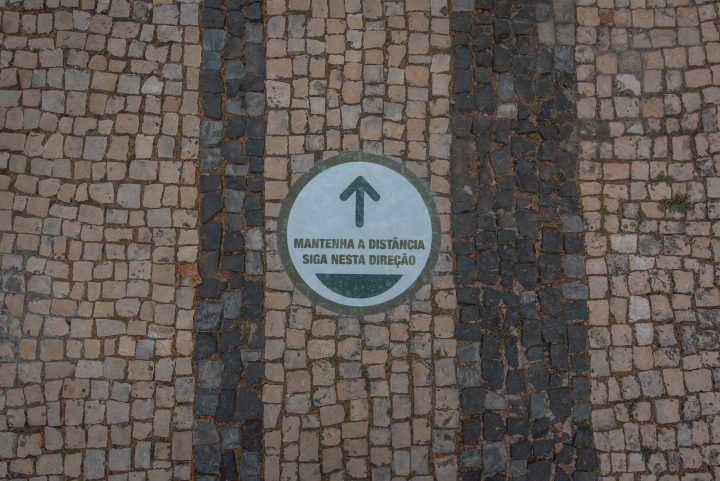 MANTENHA A DISTÂNCIA
SIGA NESTA DIREÇÃO